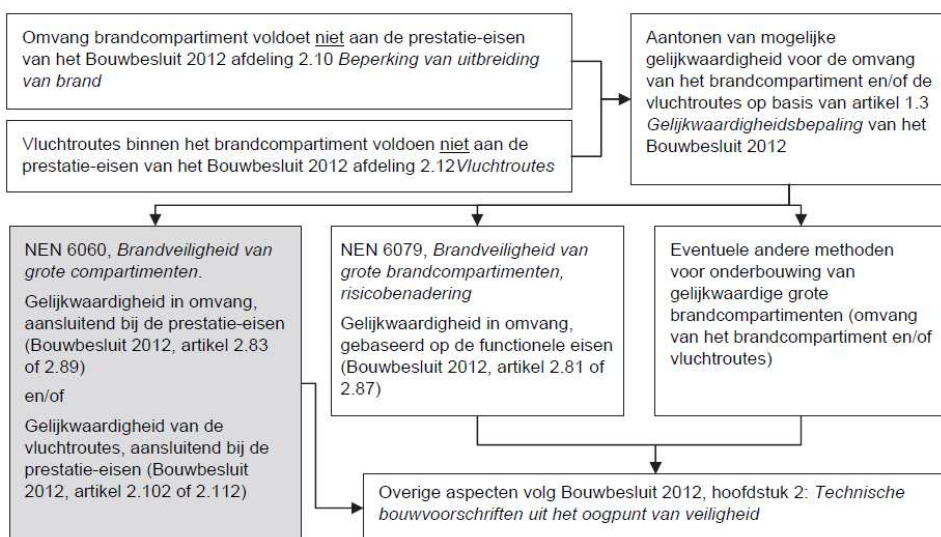 Omvang brandcompartiment voldoet niet aan de prestatie-eisen
van het Bouwbesluit 2012 afdeling 2.10 Beperking van uitbreiding
van brand
Vluchtroutes binnen het brandcompartiment voldoen niet aan de
prestatie-eisen van het Bouwbesluit 2012 afdeling 2.12Vluchtroutes
Aantonen van mogelijke
gelijkwaardigheid voor de omvang
van het brandcompartiment en/of de
vluchtroutes op basis van artikel 1.3
Gelijkwaardigheidsbepaling van het
Bouwbesluit 2012
NEN 6060, Brandveiligheid van
grote compartimenten.
Gelijkwaardigheid in omvang,
aansluitend bij de prestatie-eisen
(Bouwbesluit 2012, artikel 2.83
of 2.89)
en/of
Gelijkwaardigheid van de
vluchtroutes, aansluitend bij de
prestatie-eisen (Bouwbesluit
2012, artikel 2.102 of 2.112)
NEN 6079, Brandveiligheid van
grote brandcompartimenten,
risicobenadering
Gelijkwaardigheid in omvang,
gebaseerd op de functionele eisen
(Bouwbesluit 2012, artikel 2.81 of
2.87)
Eventuele andere methoden
voor onderbouwing van
gelijkwaardige grote
brandcompartimenten (omvang
van het brandcompartiment en/of
vluchtroutes)
Overige aspecten volg Bouwbesluit 2012, hoofdstuk 2: Technische
bouwvoorschriften uit het oogpunt van veiligheid